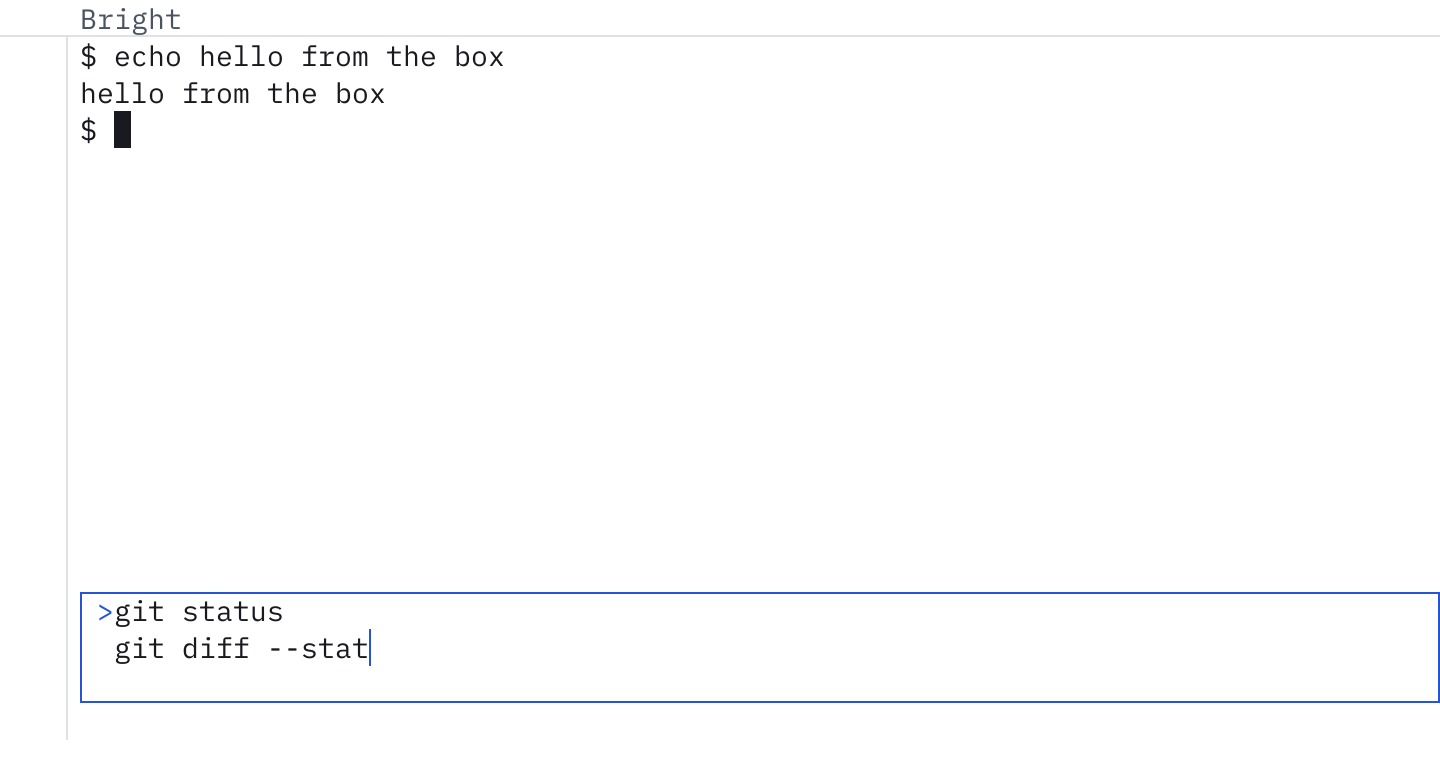 Bright
$ echo hello from the box
hello from the box
$
>git status
git diff --stat